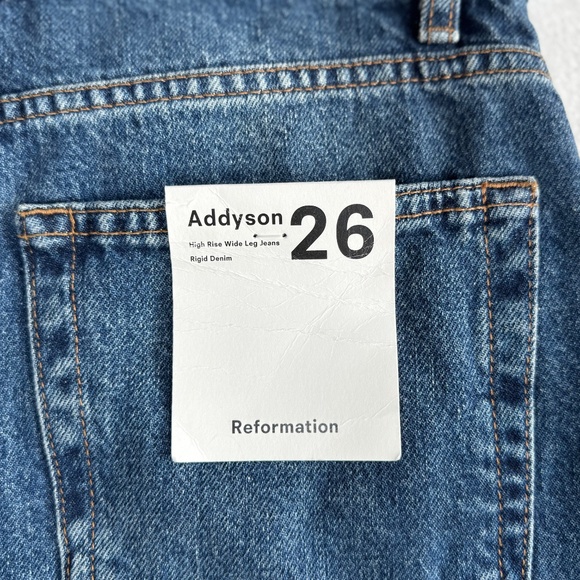 Addyson 26
High Rise Wide Leg Jeans
Rigid Denim
Reformation